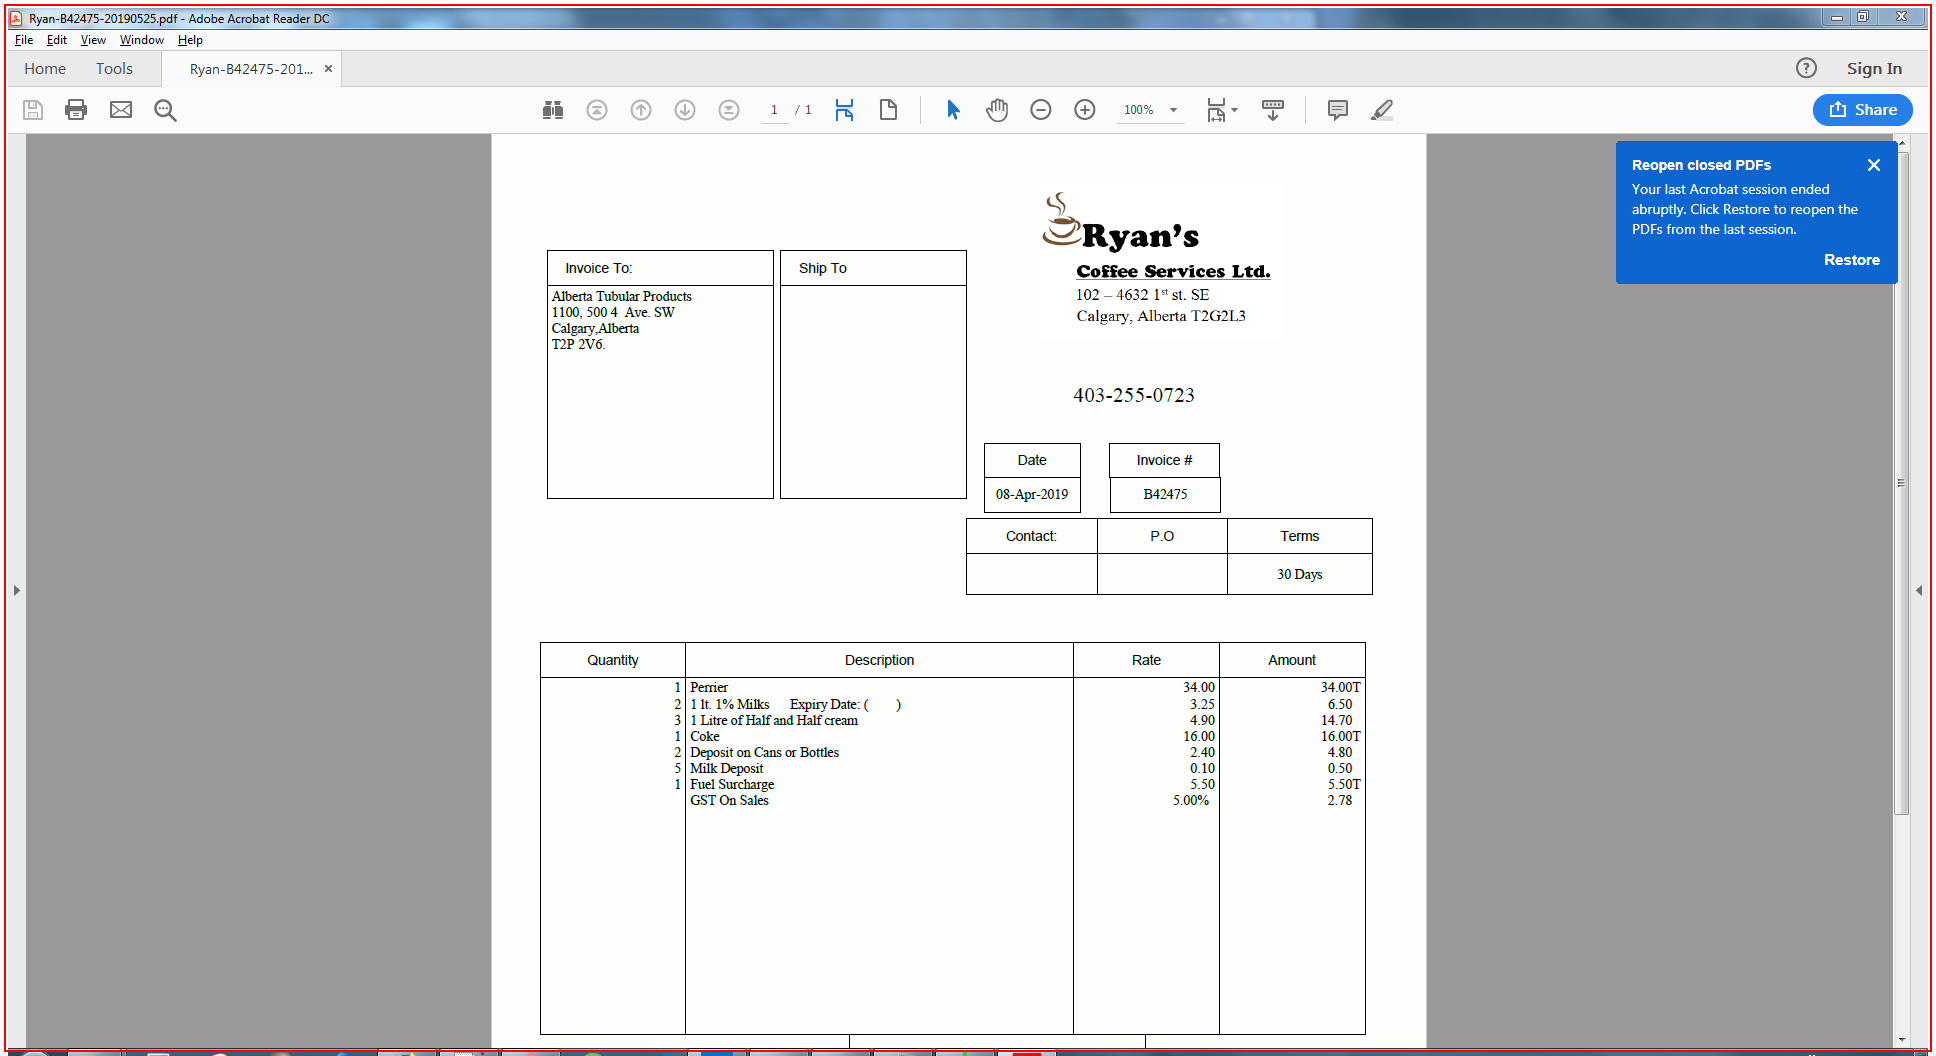 Ryan-B42475-20190525.pdf - Adobe Acrobat Reader DC
File Edit View Window Help
Home Tools Ryan-B42475-201... × Sign In
1 / 1 100% Share
Reopen closed PDFs
Your last Acrobat session ended
abruptly. Click Restore to reopen the
PDFs from the last session.
Restore
Ryan's
Coffee Services Ltd.
102 – 4632 1st st. SE
Calgary, Alberta T2G2L3
403-255-0723
Invoice To: Ship To
Alberta Tubular Products
1100, 500 4 Ave. SW
Calgary,Alberta
T2P 2V6.
Date Invoice #
08-Apr-2019 B42475
Contact: P.O Terms
30 Days
Quantity Description Rate Amount
1 Perrier 34.00 34.00T
2 1 lt. 1% Milks Expiry Date: ( ) 3.25 6.50
3 1 Litre of Half and Half cream 4.90 14.70
1 Coke 16.00 16.00T
2 Deposit on Cans or Bottles 2.40 4.80
5 Milk Deposit 0.10 0.50
1 Fuel Surcharge 5.50 5.50T
GST On Sales 5.00% 2.78